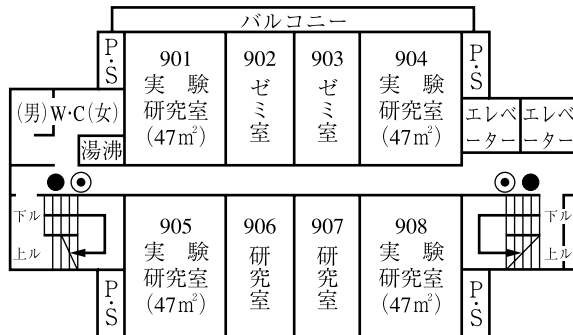 バルコニー
P・S
901
実験
研究室
(47㎡)
902
ゼミ室
903
ゼミ室
904
実験
研究室
(47㎡)
P・S
(男)W・C(女)
湯沸
エレベーター
エレベーター
下ル
上ル
905
実験
研究室
(47㎡)
906
研究室
907
研究室
908
実験
研究室
(47㎡)
下ル
上ル
P・S
P・S